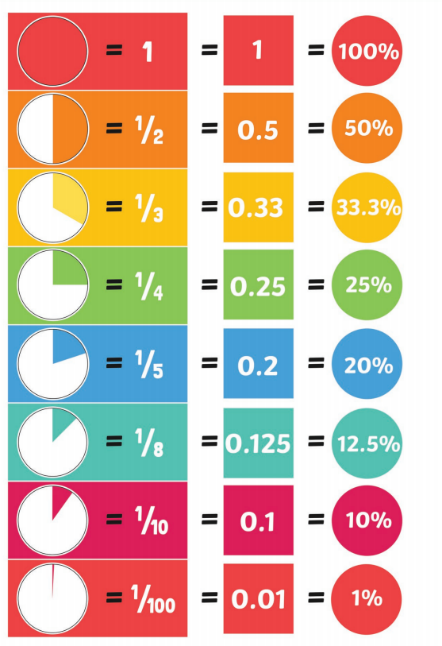 = 1 = 1 = 100%
= 1/2 = 0.5 = 50%
= 1/3 = 0.33 = 33.3%
= 1/4 = 0.25 = 25%
= 1/5 = 0.2 = 20%
= 1/8 = 0.125 = 12.5%
= 1/10 = 0.1 = 10%
= 1/100 = 0.01 = 1%